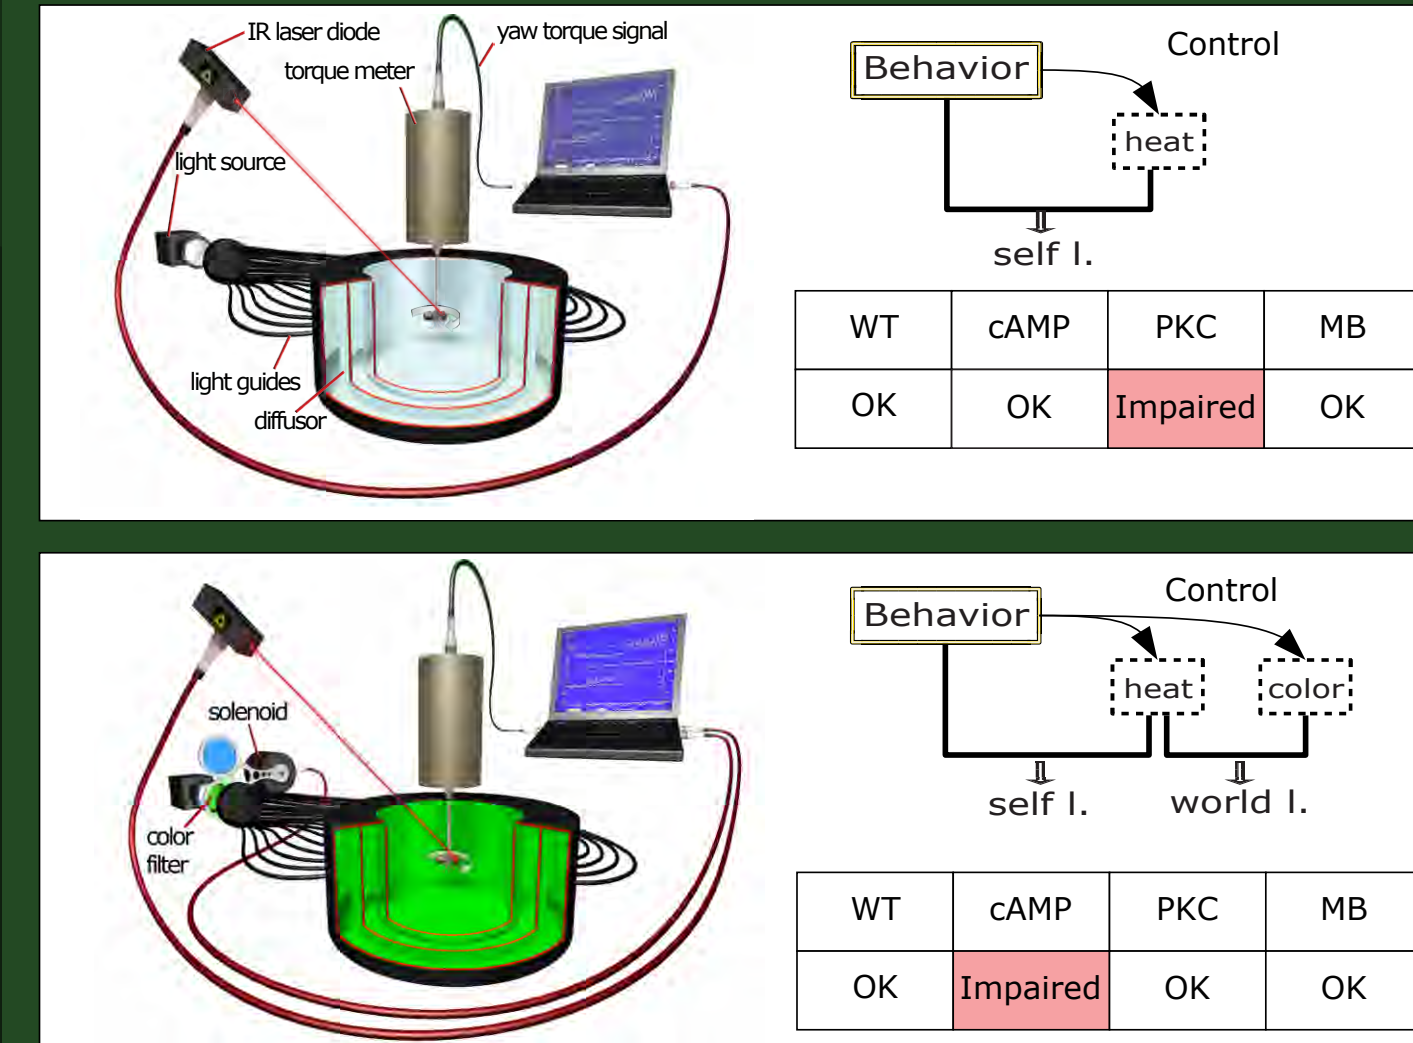 IR laser diode
yaw torque signal
torque meter
light source
light guides
diffusor
Control
Behavior
heat
self l.
WT cAMP PKC MB
OK OK Impaired OK
solenoid
color
filter
Control
Behavior
heat color
self l. world l.
WT cAMP PKC MB
OK Impaired OK OK